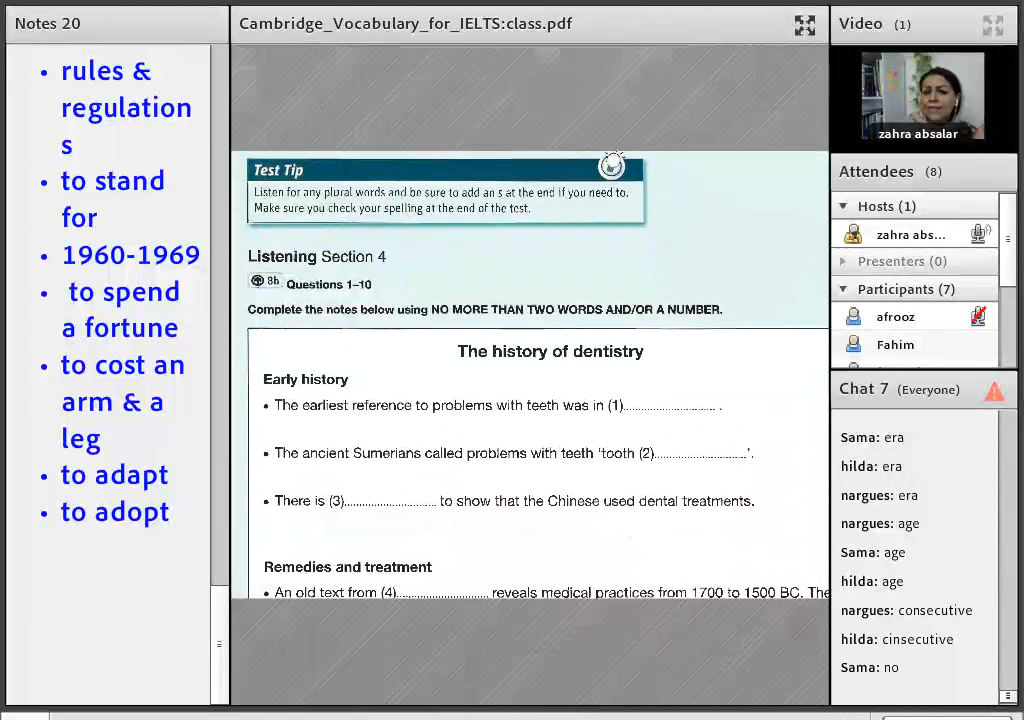 Notes 20
• rules &
regulation
s
• to stand
for
• 1960-1969
• to spend
a fortune
• to cost an
arm & a
leg
• to adapt
• to adopt
Cambridge_Vocabulary_for_IELTS:class.pdf
Test Tip
Listen for any plural words and be sure to add an s at the end if you need to.
Make sure you check your spelling at the end of the test.
Listening Section 4
8b Questions 1–10
Complete the notes below using NO MORE THAN TWO WORDS AND/OR A NUMBER.
The history of dentistry
Early history
• The earliest reference to problems with teeth was in (1)............................ .
• The ancient Sumerians called problems with teeth 'tooth (2)............................'.
• There is (3)............................ to show that the Chinese used dental treatments.
Remedies and treatment
• An old text from (4)............................ reveals medical practices from 1700 to 1500 BC. The
Video (1)
zahra absalar
Attendees (8)
Hosts (1)
zahra abs...
Presenters (0)
Participants (7)
afrooz
Fahim
Chat 7 (Everyone)
Sama: era
hilda: era
nargues: era
nargues: age
Sama: age
hilda: age
nargues: consecutive
hilda: cinsecutive
Sama: no